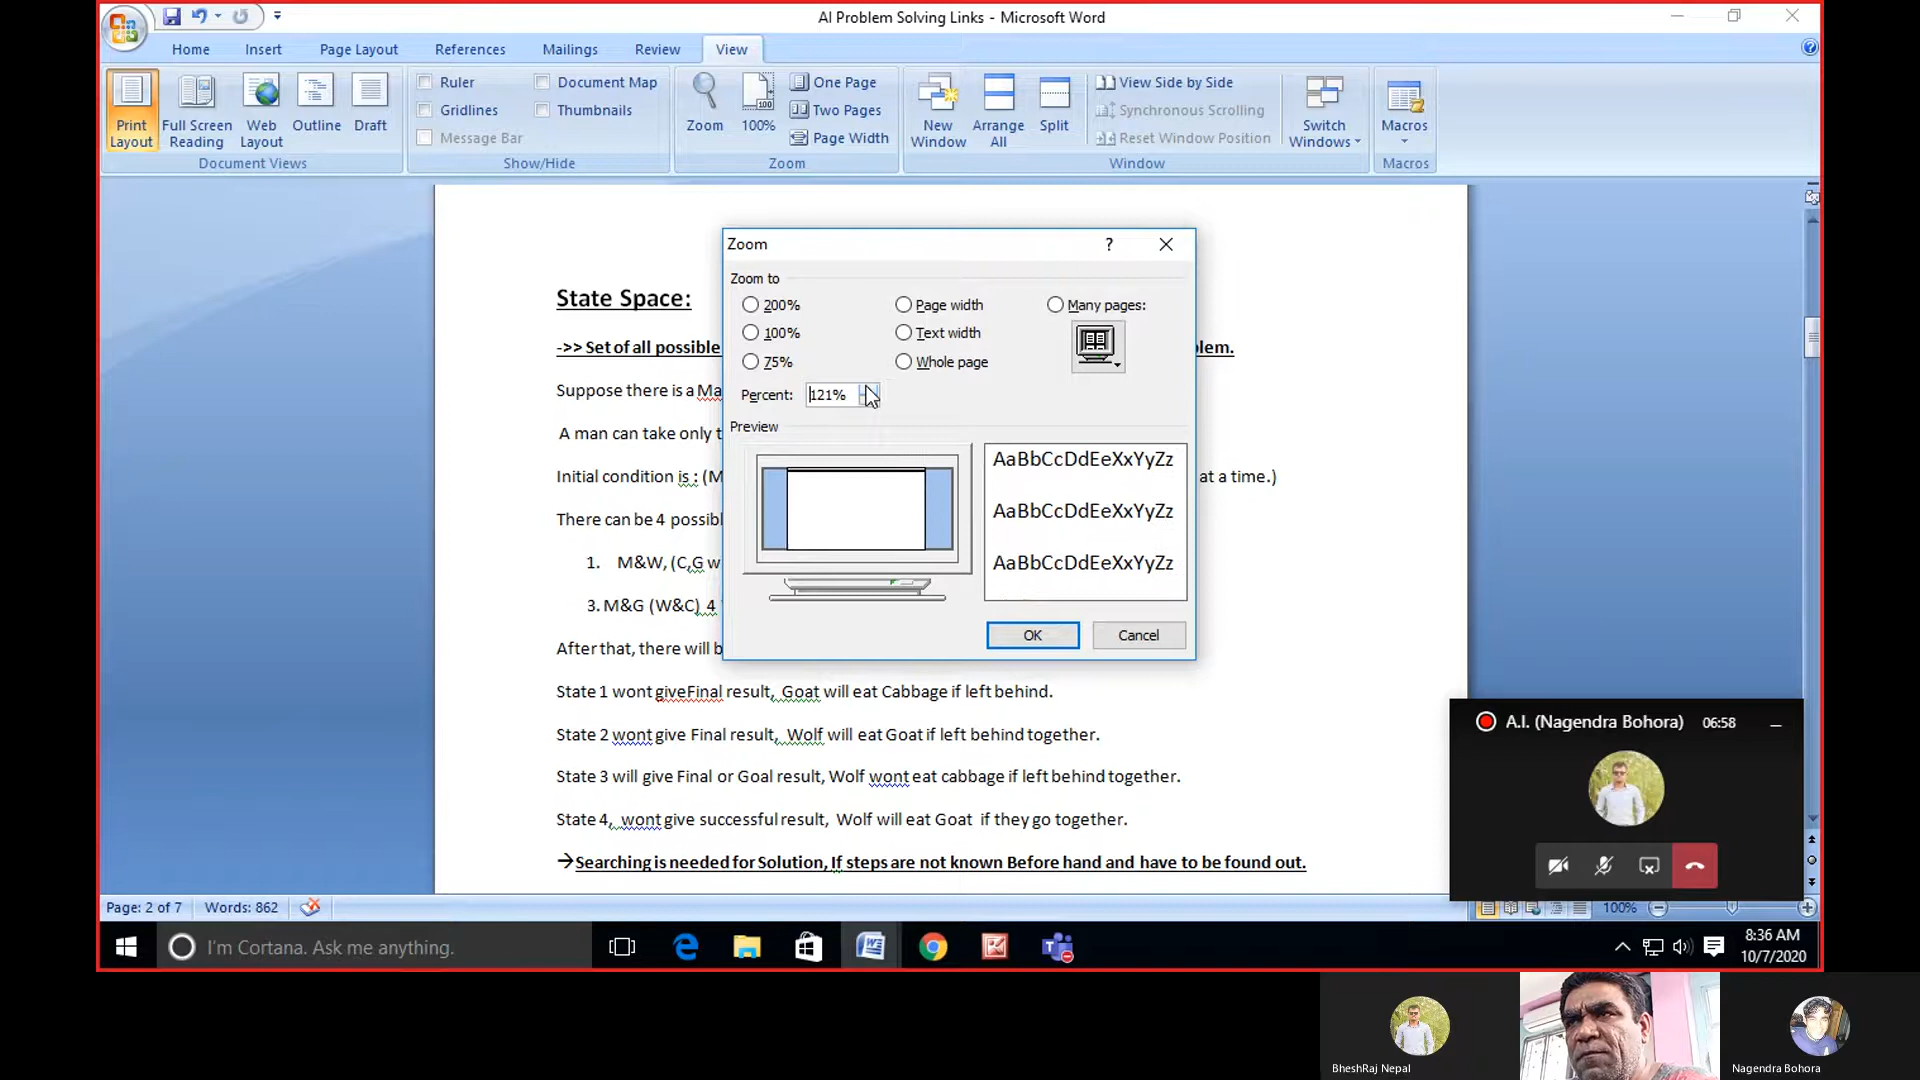 AI Problem Solving Links - Microsoft Word
Home Insert Page Layout References Mailings Review View
Print Layout
Full Screen Reading
Web Layout
Outline
Draft
Document Views
Ruler
Gridlines
Message Bar
Document Map
Thumbnails
Show/Hide
Zoom
100%
One Page
Two Pages
Page Width
Zoom
New Window
Arrange All
Split
View Side by Side
Synchronous Scrolling
Reset Window Position
Switch Windows
Window
Macros
Macros
State Space:
->> Set of all possible lem.
Suppose there is a Ma
A man can take only t
Initial condition is : (M at a time.)
There can be 4 possibl
1. M&W, (C,G w
3. M&G (W&C) 4
After that, there will b
State 1 wont giveFinal result, Goat will eat Cabbage if left behind.
State 2 wont give Final result, Wolf will eat Goat if left behind together.
State 3 will give Final or Goal result, Wolf wont eat cabbage if left behind together.
State 4, wont give successful result, Wolf will eat Goat if they go together.
→Searching is needed for Solution, If steps are not known Before hand and have to be found out.
Zoom ?
Zoom to
200%
100%
75%
Page width
Text width
Whole page
Many pages:
Percent: 121%
Preview
AaBbCcDdEeXxYyZz
AaBbCcDdEeXxYyZz
AaBbCcDdEeXxYyZz
OK Cancel
A.I. (Nagendra Bohora) 06:58
Page: 2 of 7 Words: 862 100%
I'm Cortana. Ask me anything.
8:36 AM
10/7/2020
BheshRaj Nepal
Nagendra Bohora